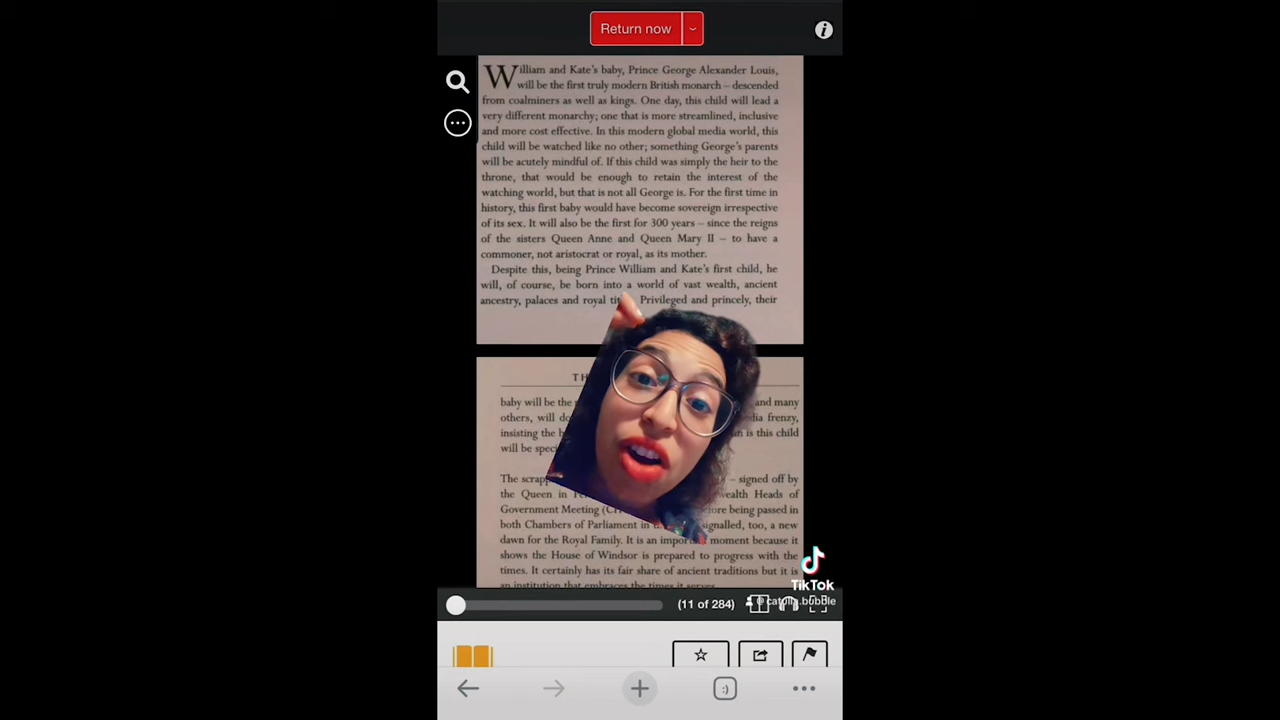 Return now
William and Kate's baby, Prince George Alexander Louis,
will be the first truly modern British monarch – descended
from coalminers as well as kings. One day, this child will lead a
very different monarchy; one that is more streamlined, inclusive
and more cost effective. In this modern global media world, this
child will be watched like no other; something George's parents
will be acutely mindful of. If this child was simply the heir to the
throne, that would be enough to retain the interest of the
watching world, but that is not all George is. For the first time in
history, this first baby would have become sovereign irrespective
of its sex. It will also be the first for 300 years – since the reigns
of the sisters Queen Anne and Queen Mary II – to have a
commoner, not aristocrat or royal, as its mother.
Despite this, being Prince William and Kate's first child, he
will, of course, be born into a world of vast wealth, ancient
ancestry, palaces and royal Privileged and princely, their
baby will be the and many
others, will frenzy,
insisting the is this child
will be
The – signed off by
the Queen in Heads of
Government Meeting being passed in
both Chambers of Parliament in signalled, too, a new
dawn for the Royal Family. It is an important moment because it
shows the House of Windsor is prepared to progress with the
times. It certainly has its fair share of ancient traditions but it is
an institution that embraces the times it serves.
TikTok
(11 of 284)
:)